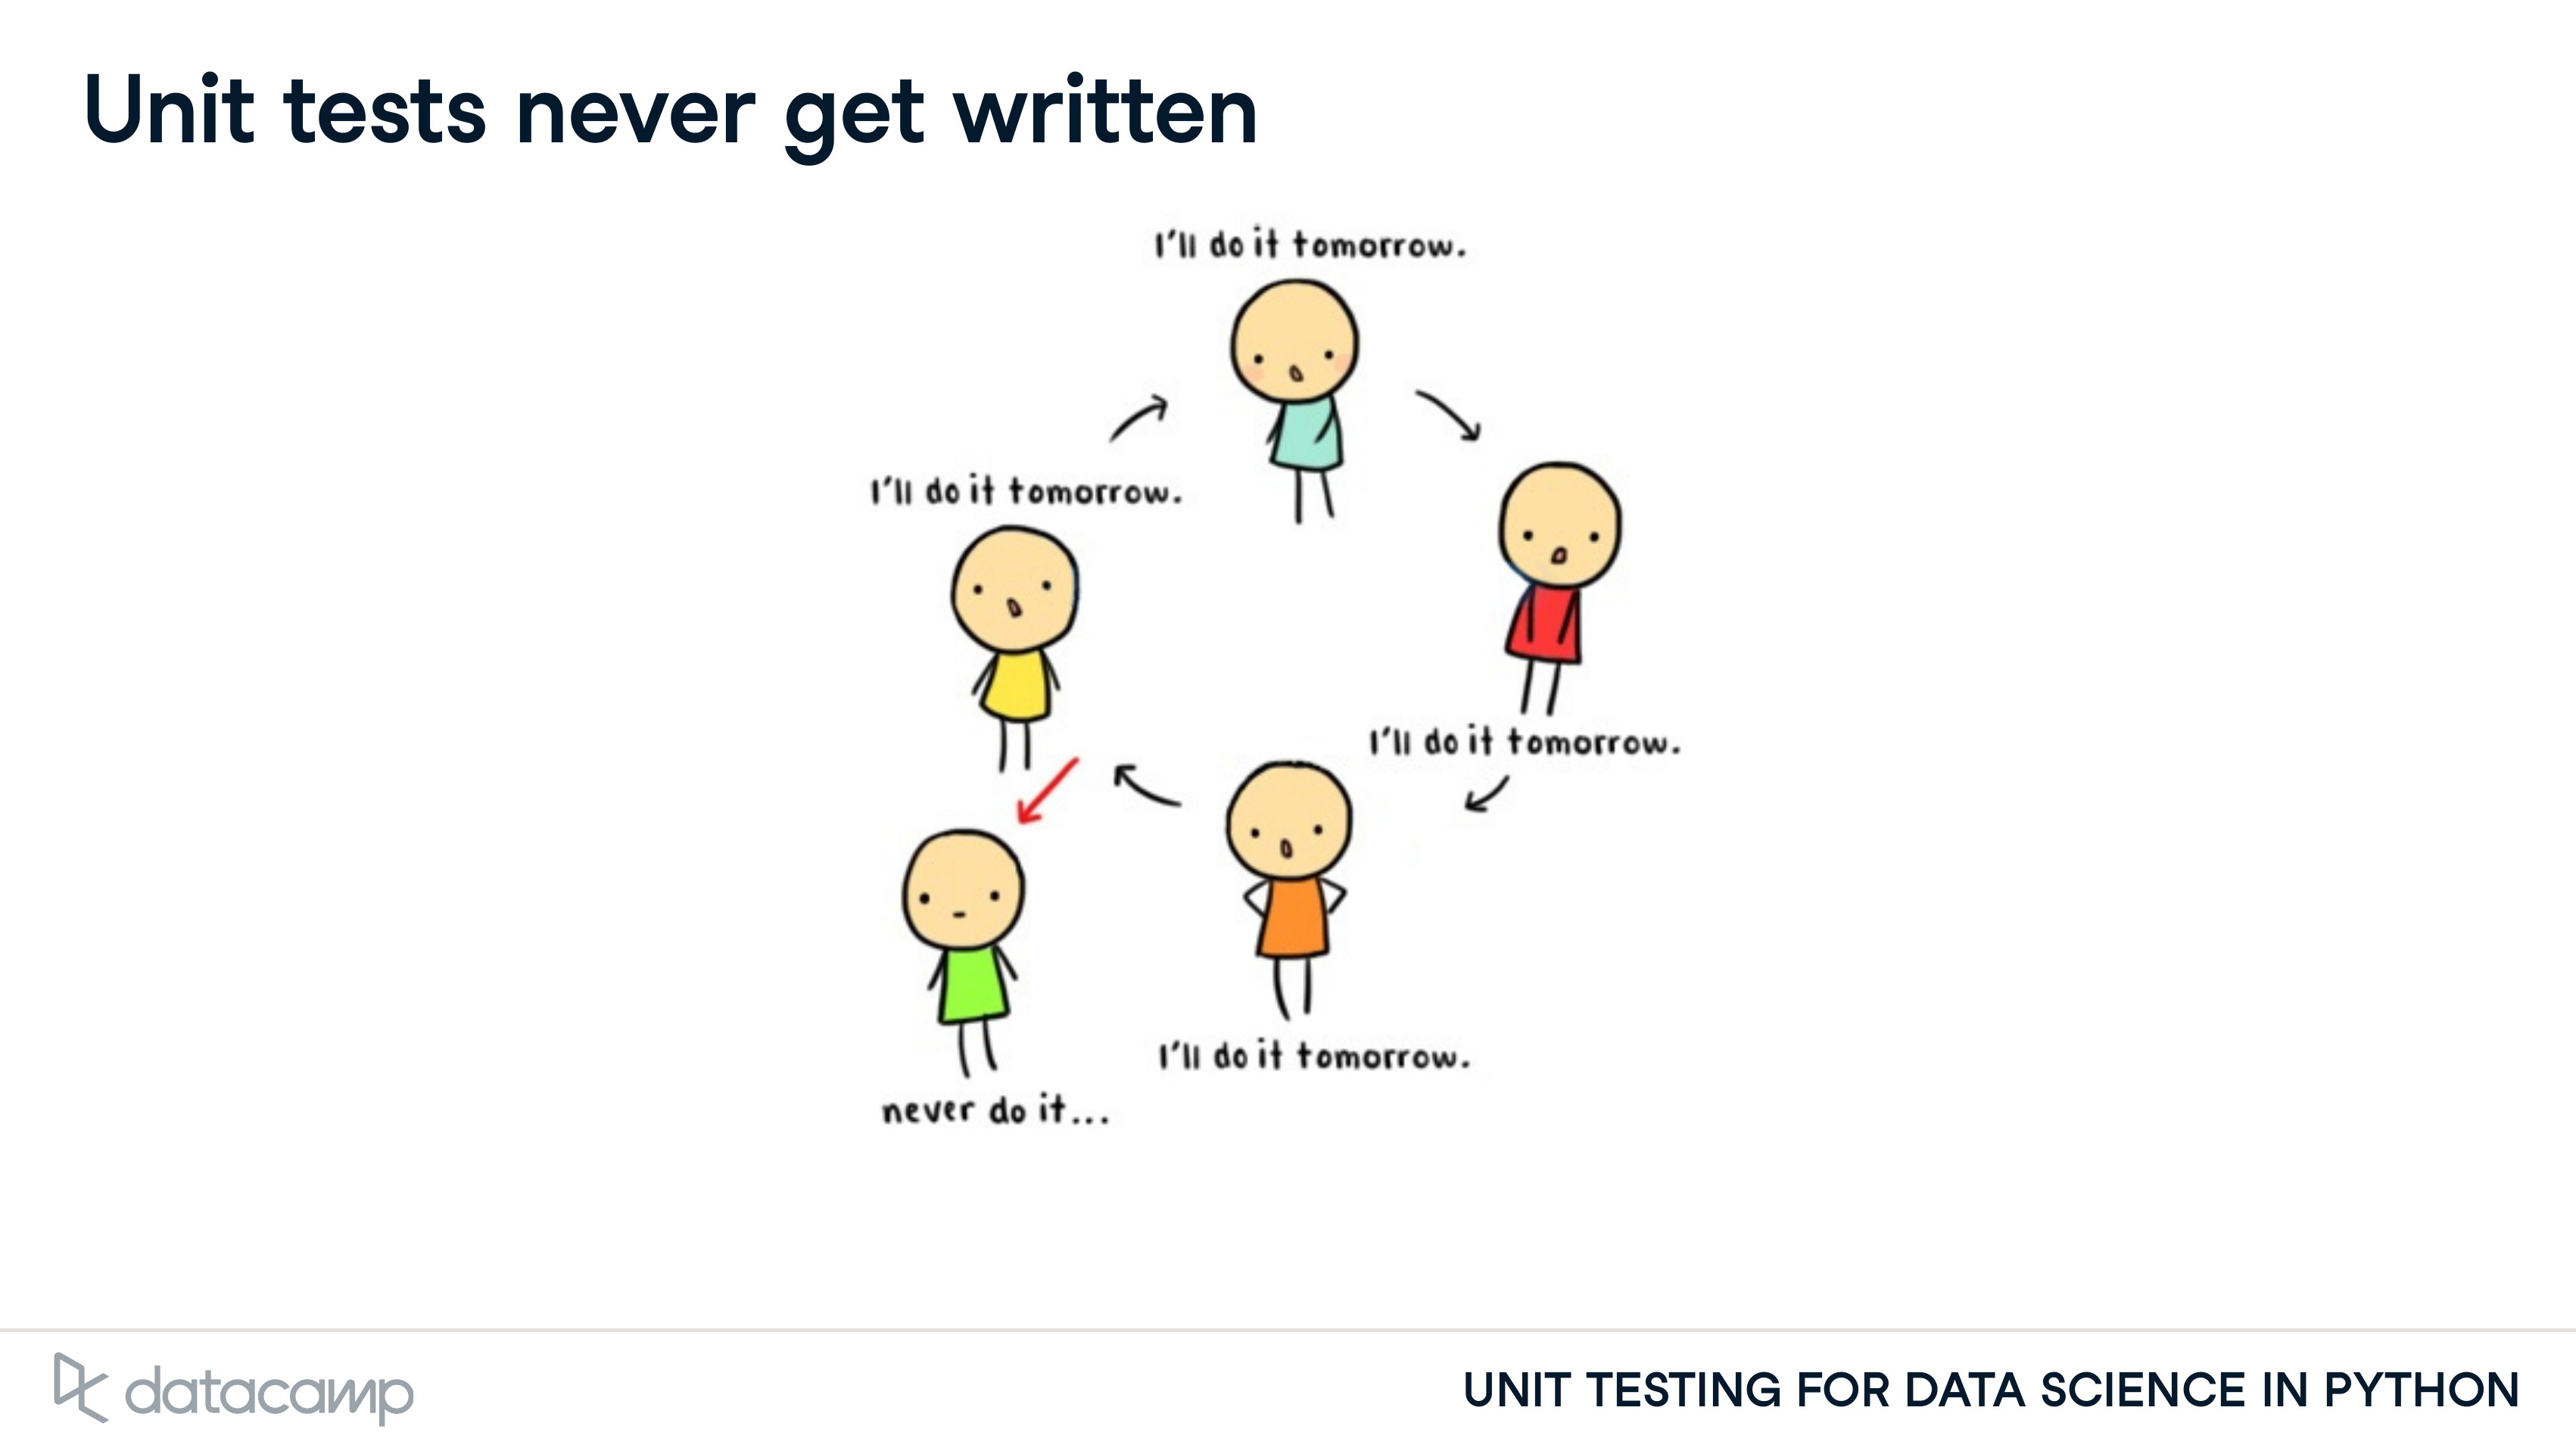 Unit tests never get written
I'll do it tomorrow.
I'll do it tomorrow.
I'll do it tomorrow.
I'll do it tomorrow.
never do it...
datacamp
UNIT TESTING FOR DATA SCIENCE IN PYTHON